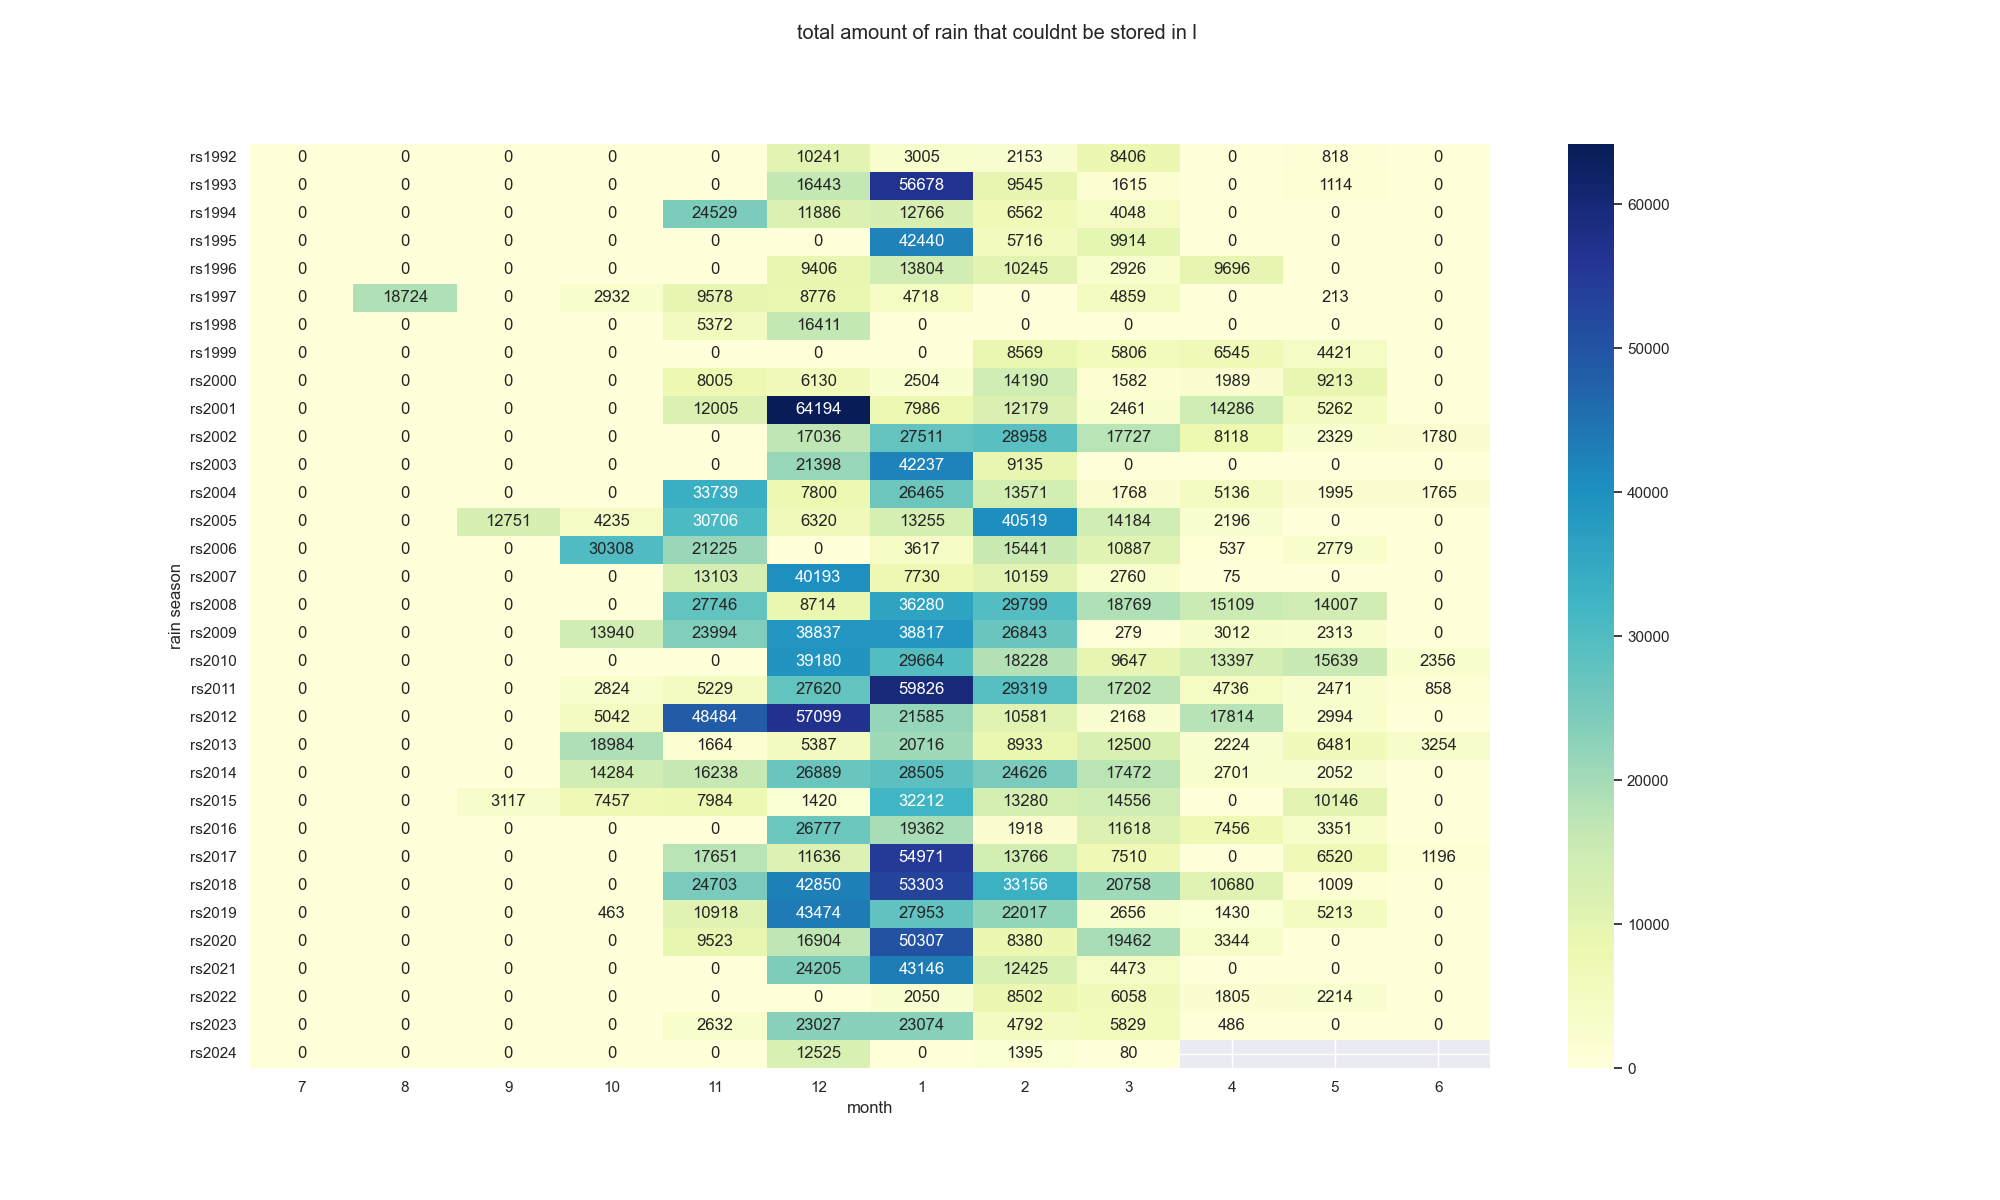 total amount of rain that couldnt be stored in l
rs1992 0 0 0 0 0 10241 3005 2153 8406 0 818 0
rs1993 0 0 0 0 0 16443 56678 9545 1615 0 1114 0
rs1994 0 0 0 0 24529 11886 12766 6562 4048 0 0 0
rs1995 0 0 0 0 0 0 42440 5716 9914 0 0 0
rs1996 0 0 0 0 0 9406 13804 10245 2926 9696 0 0
rs1997 0 18724 0 2932 9578 8776 4718 0 4859 0 213 0
rs1998 0 0 0 0 5372 16411 0 0 0 0 0 0
rs1999 0 0 0 0 0 0 0 8569 5806 6545 4421 0
rs2000 0 0 0 0 8005 6130 2504 14190 1582 1989 9213 0
rs2001 0 0 0 0 12005 64194 7986 12179 2461 14286 5262 0
rs2002 0 0 0 0 0 17036 27511 28958 17727 8118 2329 1780
rs2003 0 0 0 0 0 21398 42237 9135 0 0 0 0
rs2004 0 0 0 0 33739 7800 26465 13571 1768 5136 1995 1765
rs2005 0 0 12751 4235 30706 6320 13255 40519 14184 2196 0 0
rs2006 0 0 0 30308 21225 0 3617 15441 10887 537 2779 0
rs2007 0 0 0 0 13103 40193 7730 10159 2760 75 0 0
rs2008 0 0 0 0 27746 8714 36280 29799 18769 15109 14007 0
rs2009 0 0 0 13940 23994 38837 38817 26843 279 3012 2313 0
rs2010 0 0 0 0 0 39180 29664 18228 9647 13397 15639 2356
rs2011 0 0 0 2824 5229 27620 59826 29319 17202 4736 2471 858
rs2012 0 0 0 5042 48484 57099 21585 10581 2168 17814 2994 0
rs2013 0 0 0 18984 1664 5387 20716 8933 12500 2224 6481 3254
rs2014 0 0 0 14284 16238 26889 28505 24626 17472 2701 2052 0
rs2015 0 0 3117 7457 7984 1420 32212 13280 14556 0 10146 0
rs2016 0 0 0 0 0 26777 19362 1918 11618 7456 3351 0
rs2017 0 0 0 0 17651 11636 54971 13766 7510 0 6520 1196
rs2018 0 0 0 0 24703 42850 53303 33156 20758 10680 1009 0
rs2019 0 0 0 463 10918 43474 27953 22017 2656 1430 5213 0
rs2020 0 0 0 0 9523 16904 50307 8380 19462 3344 0 0
rs2021 0 0 0 0 0 24205 43146 12425 4473 0 0 0
rs2022 0 0 0 0 0 0 2050 8502 6058 1805 2214 0
rs2023 0 0 0 0 2632 23027 23074 4792 5829 486 0 0
rs2024 0 0 0 0 0 12525 0 1395 80
7 8 9 10 11 12 1 2 3 4 5 6
month
rain season
60000
50000
40000
30000
20000
10000
0